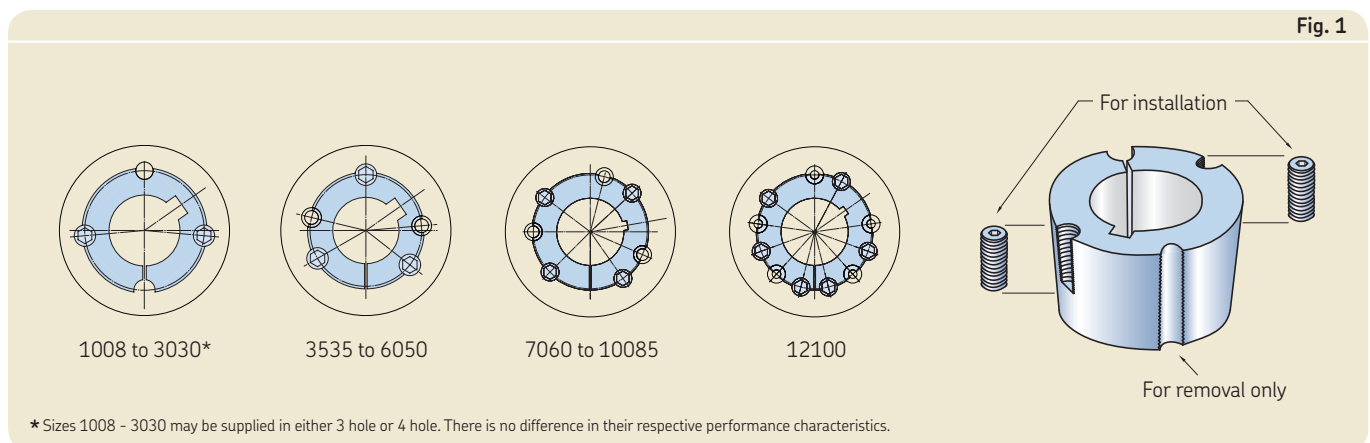 Fig. 1
For installation
1008 to 3030*
3535 to 6050
7060 to 10085
12100
For removal only
* Sizes 1008 - 3030 may be supplied in either 3 hole or 4 hole. There is no difference in their respective performance characteristics.